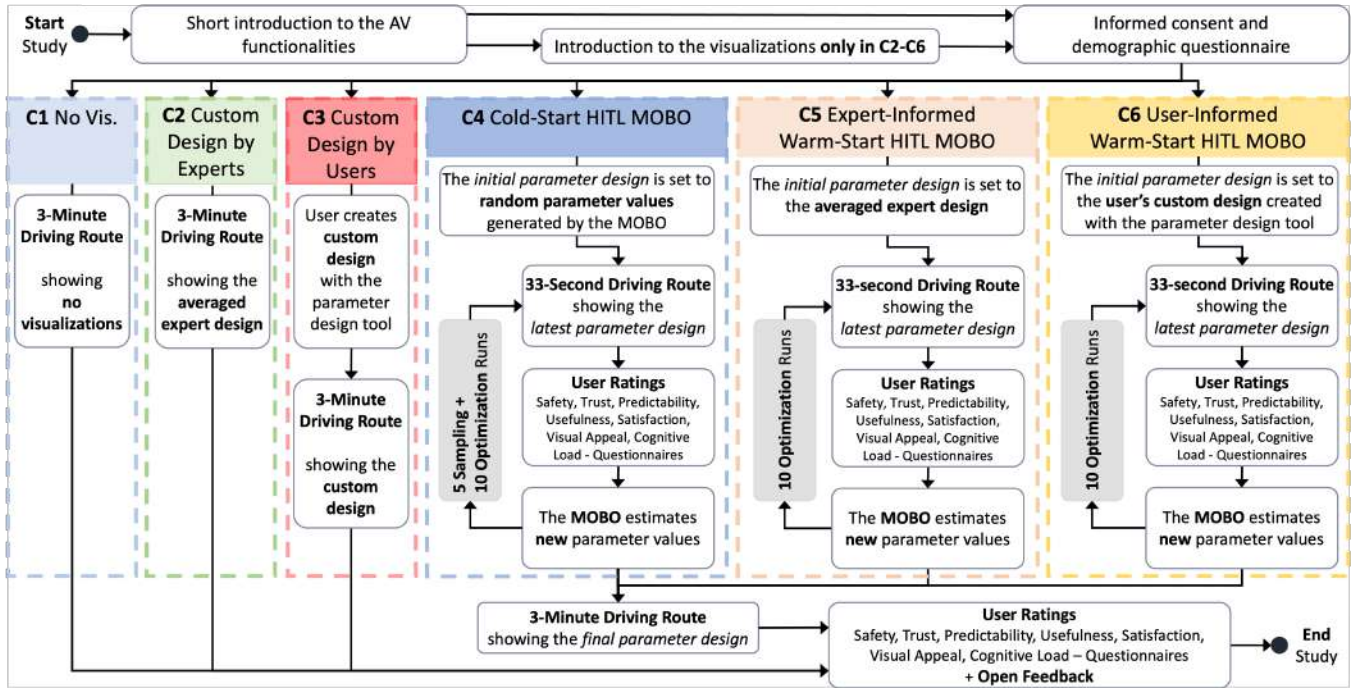 Start
Study
Short introduction to the AV
functionalities
Introduction to the visualizations only in C2-C6
Informed consent and
demographic questionnaire
C1 No Vis.
3-Minute
Driving Route
showing
no
visualizations
C2 Custom
Design by
Experts
3-Minute
Driving Route
showing the
averaged
expert design
C3 Custom
Design by
Users
User creates
custom
design
with the
parameter
design tool
3-Minute
Driving Route
showing the
custom
design
C4 Cold-Start HITL MOBO
The initial parameter design is set to
random parameter values
generated by the MOBO
33-Second Driving Route
showing the
latest parameter design
5 Sampling +
10 Optimization Runs
User Ratings
Safety, Trust, Predictability,
Usefulness, Satisfaction,
Visual Appeal, Cognitive
Load - Questionnaires
The MOBO estimates
new parameter values
C5 Expert-Informed
Warm-Start HITL MOBO
The initial parameter design is set to
the averaged expert design
33-second Driving Route
showing the
latest parameter design
10 Optimization Runs
User Ratings
Safety, Trust, Predictability,
Usefulness, Satisfaction,
Visual Appeal, Cognitive
Load - Questionnaires
The MOBO estimates
new parameter values
C6 User-Informed
Warm-Start HITL MOBO
The initial parameter design is set to
the user's custom design created
with the parameter design tool
33-second Driving Route
showing the
latest parameter design
10 Optimization Runs
User Ratings
Safety, Trust, Predictability,
Usefulness, Satisfaction,
Visual Appeal, Cognitive
Load - Questionnaires
The MOBO estimates
new parameter values
3-Minute Driving Route
showing the final parameter design
User Ratings
Safety, Trust, Predictability, Usefulness, Satisfaction,
Visual Appeal, Cognitive Load – Questionnaires
+ Open Feedback
End
Study